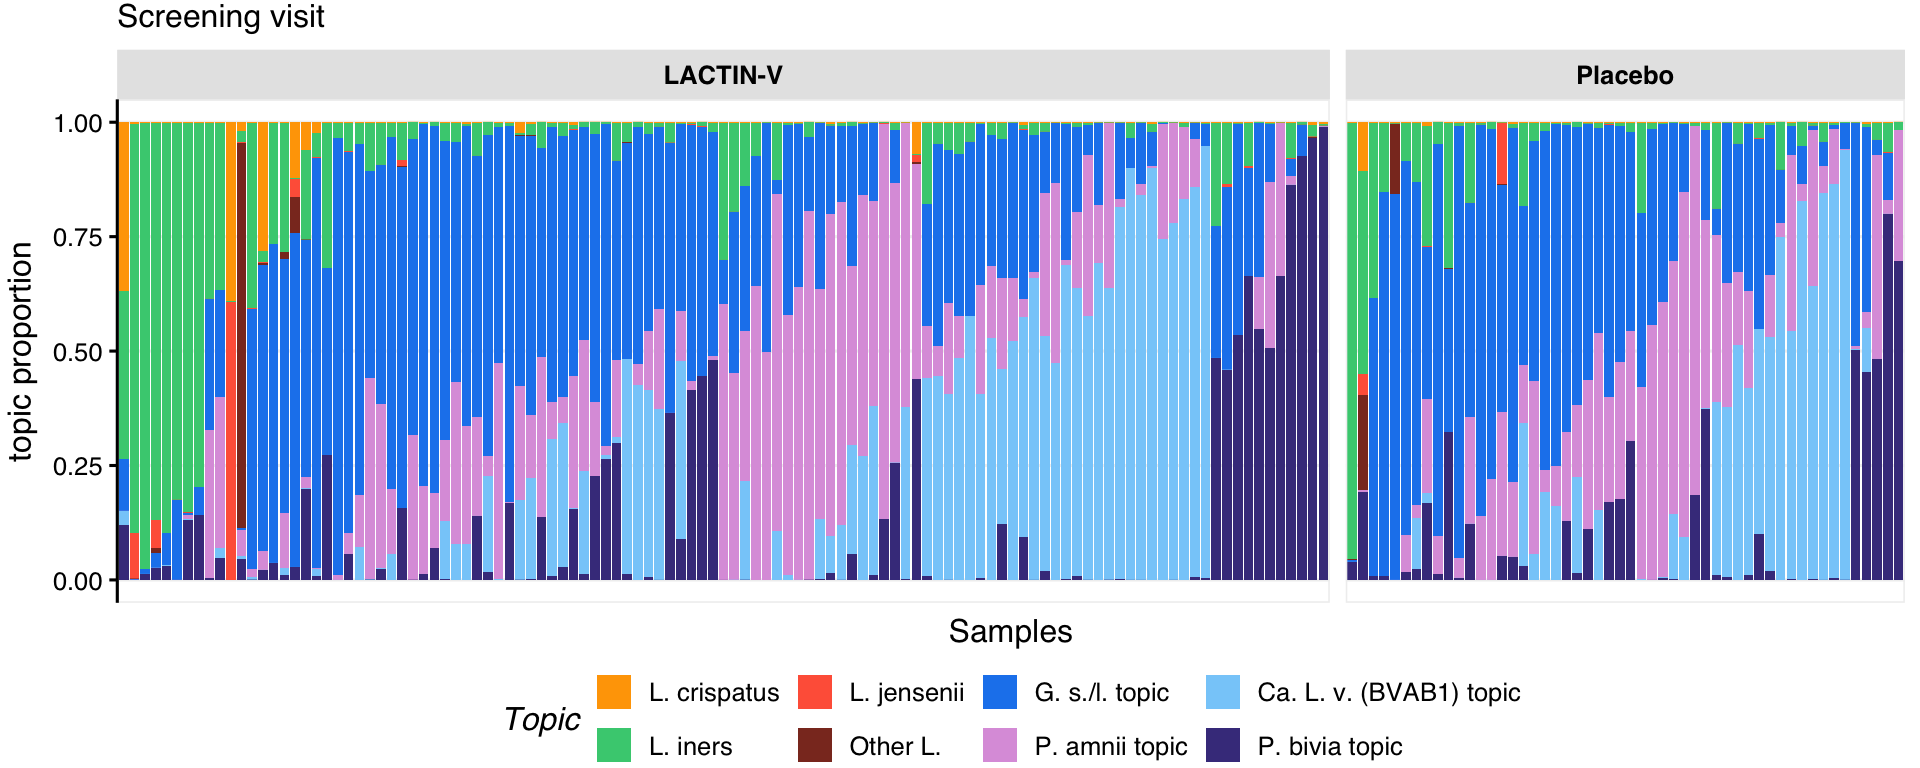 Screening visit
LACTIN-V
Placebo
1.00
0.75
0.50
0.25
0.00
topic proportion
Samples
Topic
L. crispatus
L. jensenii
G. s./l. topic
Ca. L. v. (BVAB1) topic
L. iners
Other L.
P. amnii topic
P. bivia topic